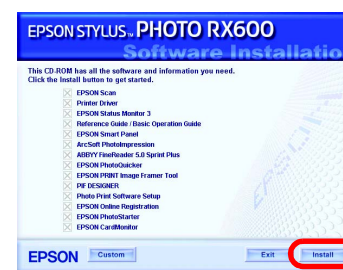 EPSON STYLUS™ PHOTO RX600
Software Installatio
This CD-ROM has all the software and information you need.
Click the Install button to get started.
EPSON Scan
Printer Driver
EPSON Status Monitor 3
Reference Guide / Basic Operation Guide
EPSON Smart Panel
ArcSoft PhotoImpression
ABBYY FineReader 5.0 Sprint Plus
EPSON PhotoQuicker
EPSON PRINT Image Framer Tool
PIF DESIGNER
Photo Print Software Setup
EPSON Online Registration
EPSON PhotoStarter
EPSON CardMonitor
EPSON
Custom
Exit
Install